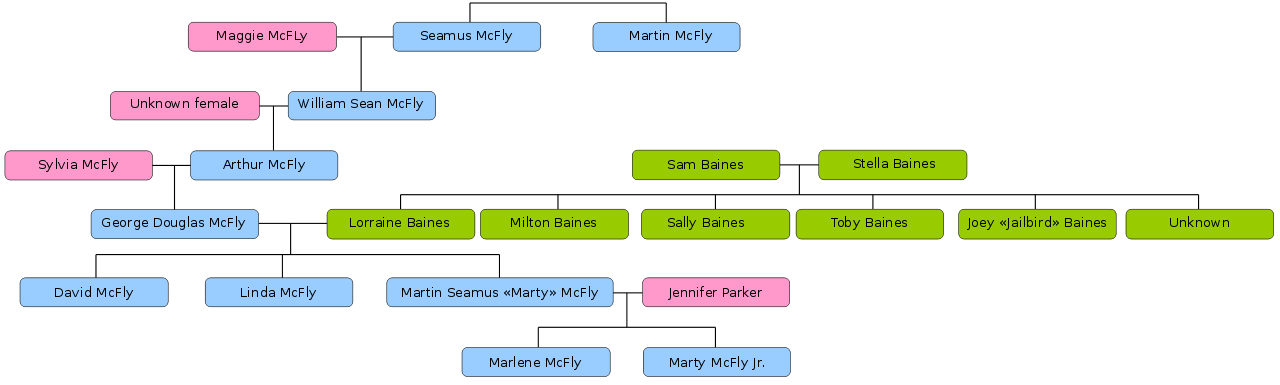 Maggie McFLy
Seamus McFly
Martin McFly
Unknown female
William Sean McFly
Sylvia McFly
Arthur McFly
Sam Baines
Stella Baines
George Douglas McFly
Lorraine Baines
Milton Baines
Sally Baines
Toby Baines
Joey «Jailbird» Baines
Unknown
David McFly
Linda McFly
Martin Seamus «Marty» McFly
Jennifer Parker
Marlene McFly
Marty McFly Jr.